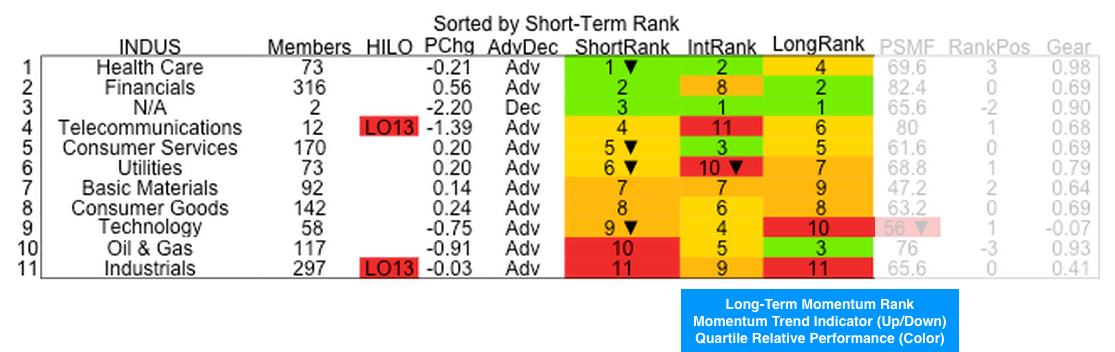 Sorted by Short-Term Rank
INDUS Members HILO PChg AdvDec ShortRank IntRank LongRank PSMF RankPos Gear
1 Health Care 73 -0.21 Adv 1 ▼ 2 4 69.6 3 0.98
2 Financials 316 0.56 Adv 2 8 2 82.4 0 0.69
3 N/A 2 -2.20 Dec 3 1 1 65.6 -2 0.90
4 Telecommunications 12 LO13 -1.39 Adv 4 11 6 80 1 0.68
5 Consumer Services 170 0.20 Adv 5 ▼ 3 5 61.6 0 0.69
6 Utilities 73 0.20 Adv 6 ▼ 10 ▼ 7 68.8 1 0.79
7 Basic Materials 92 0.14 Adv 7 7 9 47.2 2 0.64
8 Consumer Goods 142 0.24 Adv 8 6 8 63.2 0 0.69
9 Technology 58 -0.75 Adv 9 ▼ 4 10 56 ▼ 1 -0.07
10 Oil & Gas 117 -0.91 Adv 10 5 3 76 -3 0.93
11 Industrials 297 LO13 -0.03 Adv 11 9 11 65.6 0 0.41
Long-Term Momentum Rank
Momentum Trend Indicator (Up/Down)
Quartile Relative Performance (Color)